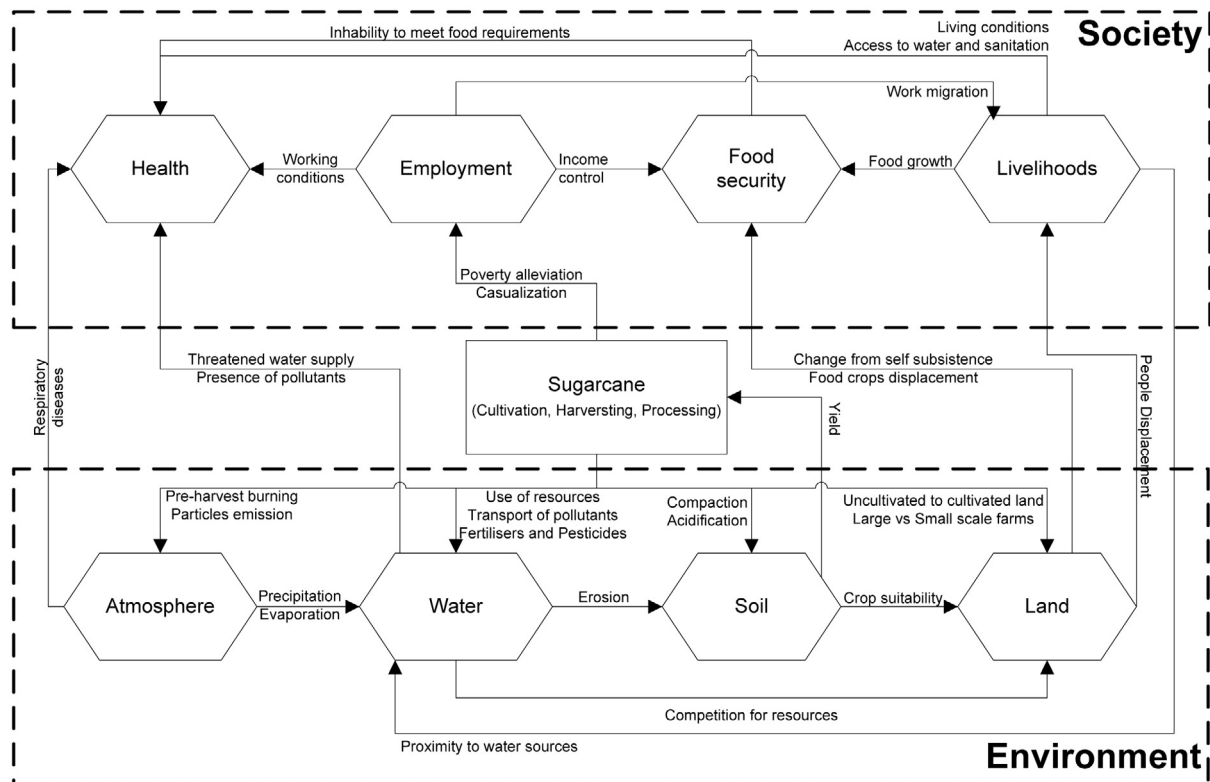 Society
Inhability to meet food requirements
Living conditions
Access to water and sanitation
Work migration
Health
Working
conditions
Employment
Income
control
Food
security
Food growth
Livelihoods
Poverty alleviation
Casualization
Respiratory
diseases
Threatened water supply
Presence of pollutants
Sugarcane
(Cultivation, Harversting, Processing)
Yield
Change from self subsistence
Food crops displacement
People Displacement
Pre-harvest burning
Particles emission
Use of resources
Transport of pollutants
Fertilisers and Pesticides
Compaction
Acidification
Uncultivated to cultivated land
Large vs Small scale farms
Atmosphere
Precipitation
Evaporation
Water
Erosion
Soil
Crop suitability
Land
Competition for resources
Proximity to water sources
Environment